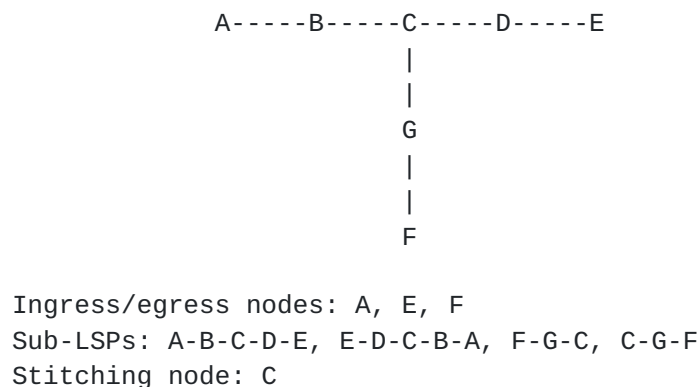 A-----B-----C-----D-----E
|
|
G
|
|
F
Ingress/egress nodes: A, E, F
Sub-LSPs: A-B-C-D-E, E-D-C-B-A, F-G-C, C-G-F
Stitching node: C